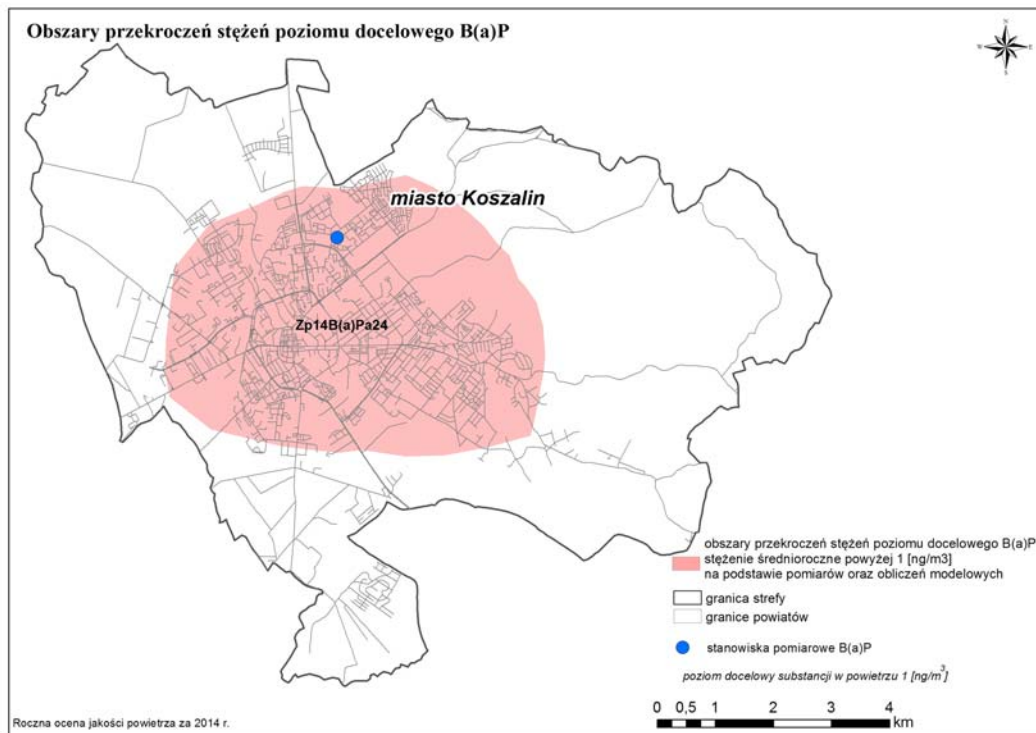 Obszary przekroczeń stężeń poziomu docelowego B(a)P
N
W
E
S
miasto Koszalin
Zp14B(a)Pa24
obszary przekroczeń stężeń poziomu docelowego B(a)P
stężenie średnioroczne powyżej 1 [ng/m3]
na podstawie pomiarów oraz obliczeń modelowych
granica strefy
granice powiatów
stanowiska pomiarowe B(a)P
poziom docelowy substancji w powietrzu 1 [ng/m³]
0 0,5 1 2 3 4
km
Roczna ocena jakości powietrza za 2014 r.